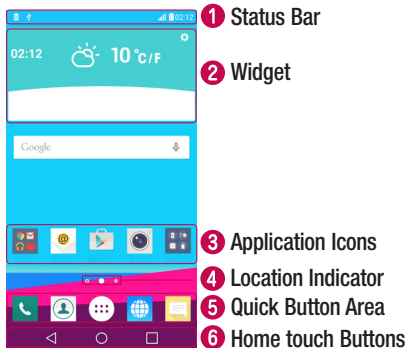 02:12
1 Status Bar
02:12 10°C/F
2 Widget
Google
3 Application Icons
4 Location Indicator
5 Quick Button Area
6 Home touch Buttons